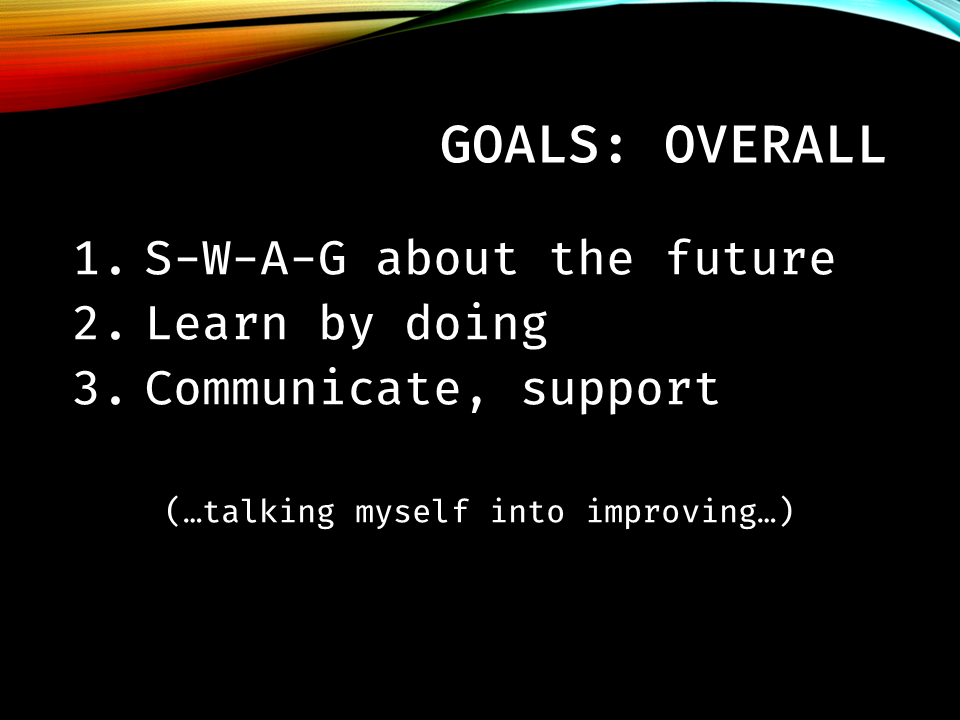 GOALS: OVERALL
1. S-W-A-G about the future
2. Learn by doing
3. Communicate, support
(…talking myself into improving…)